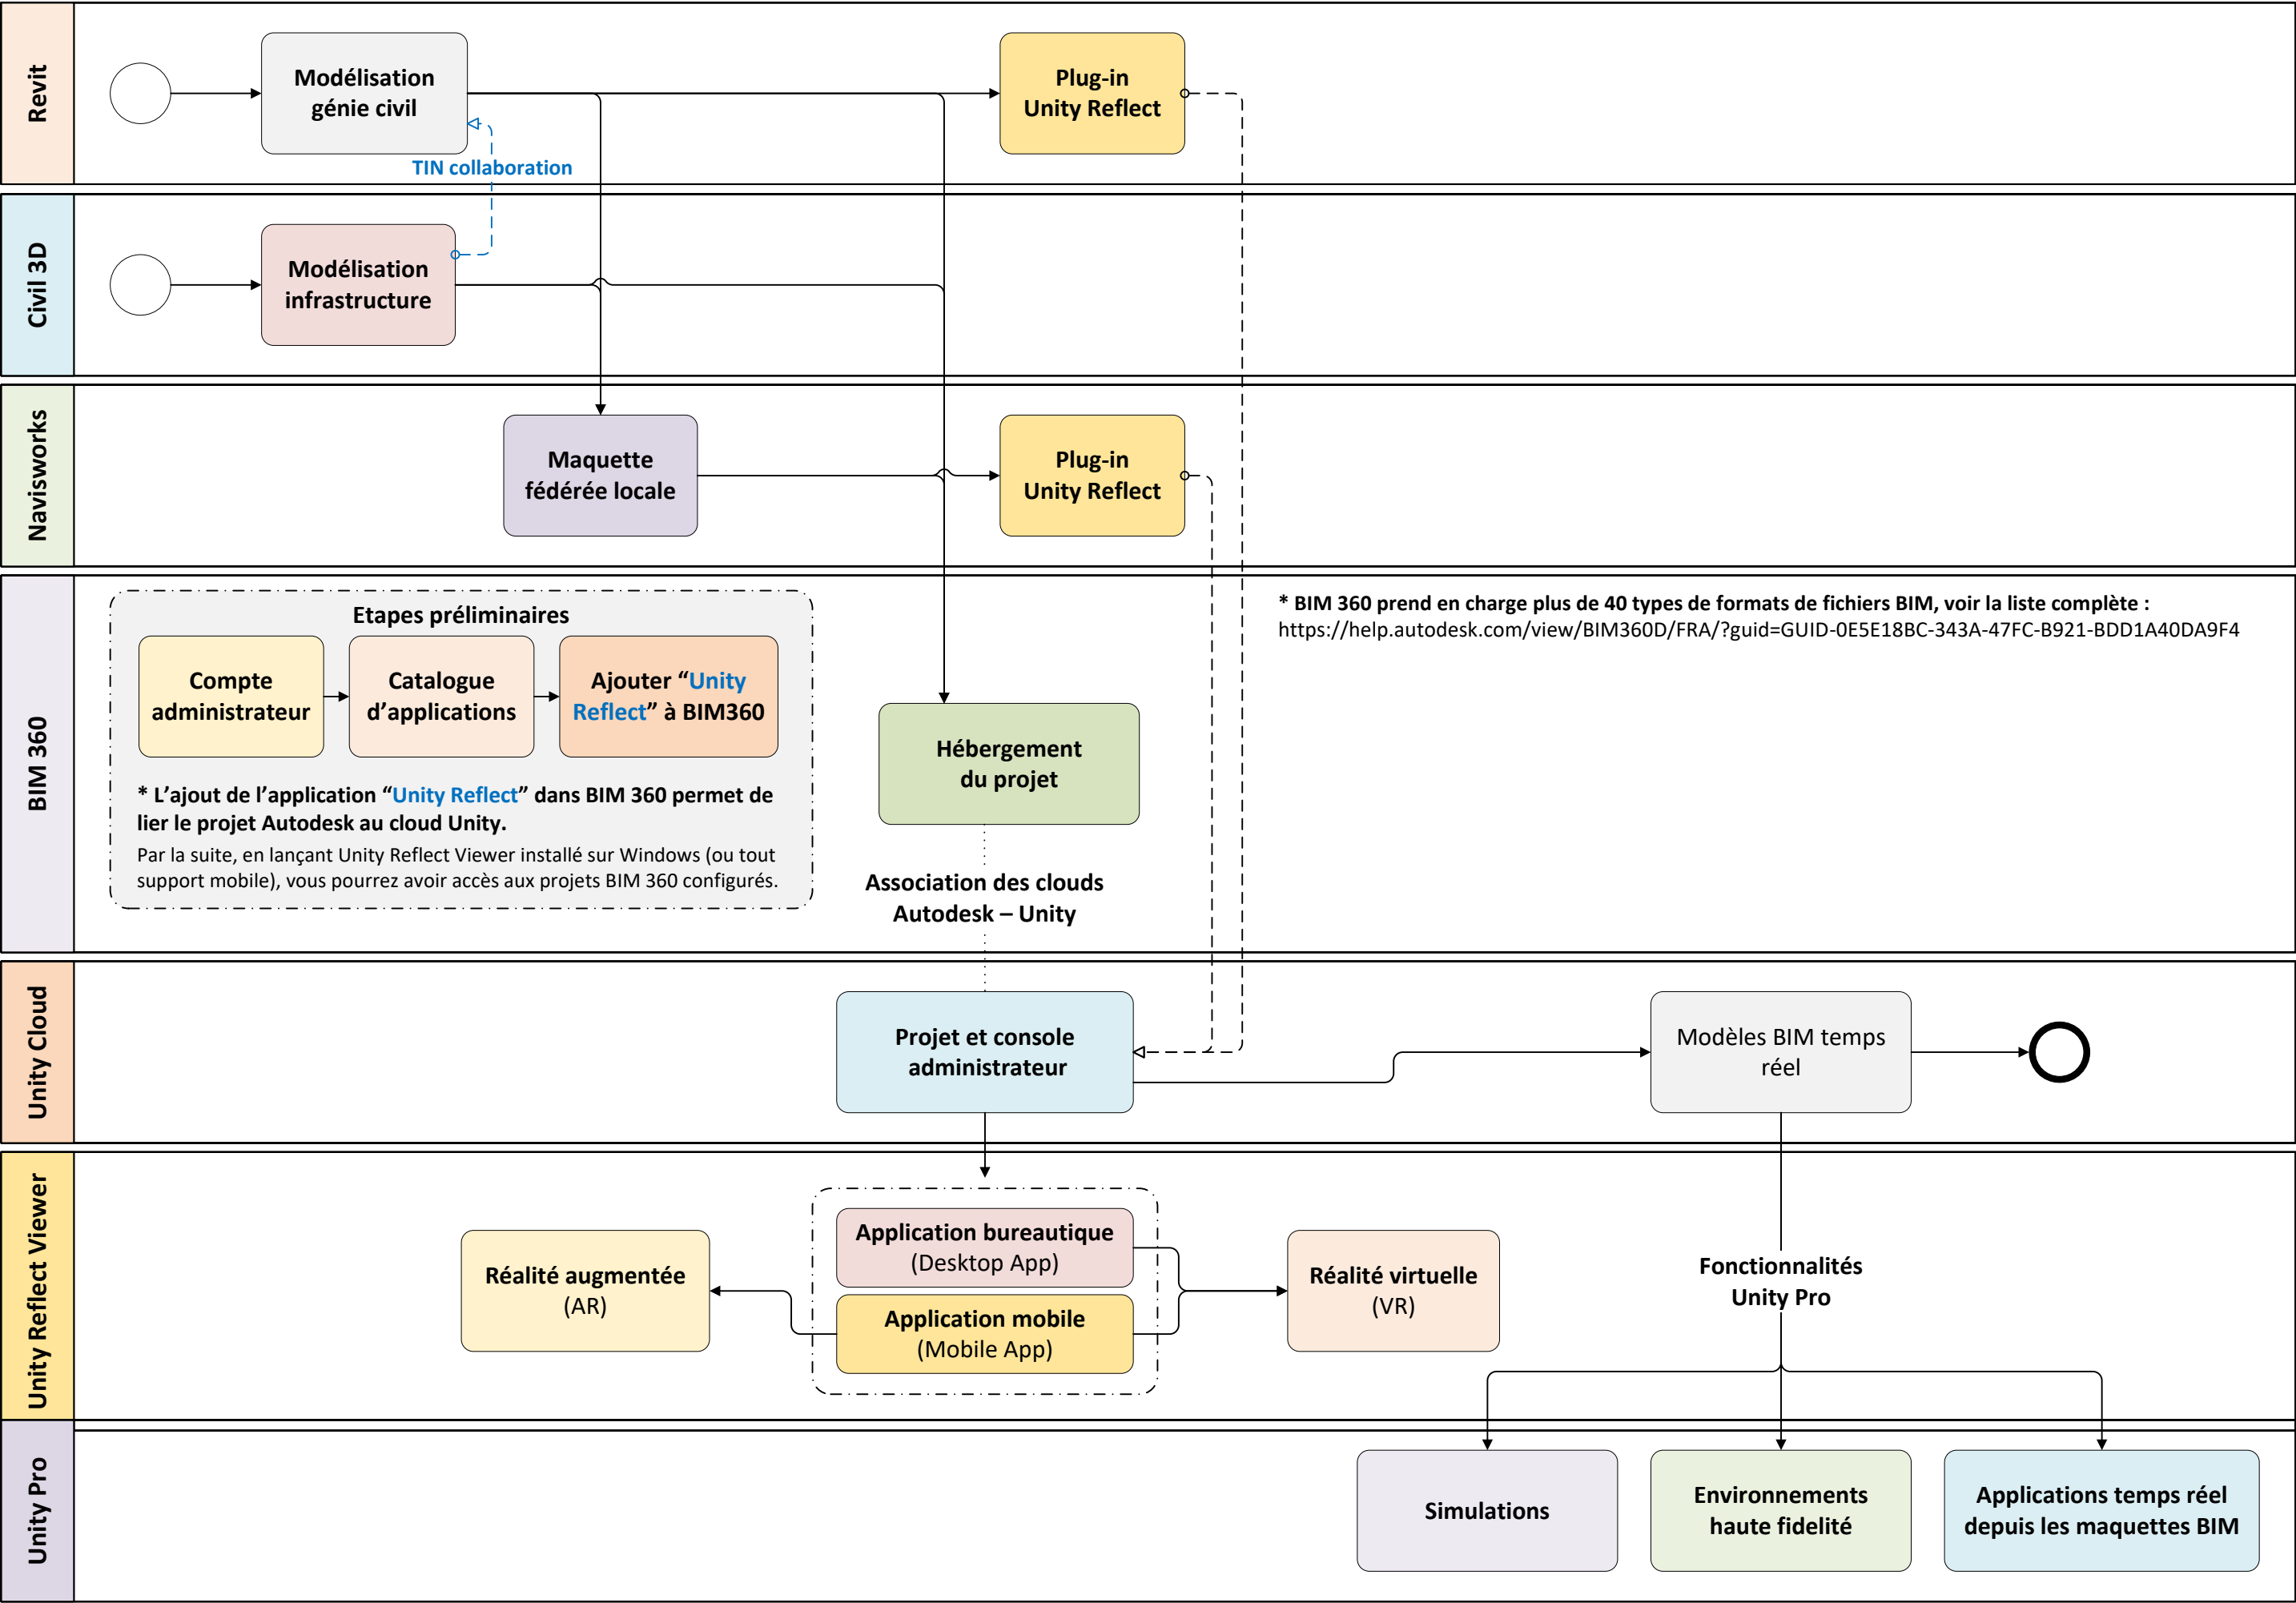 Revit
Modélisation
génie civil
Plug-in
Unity Reflect
TIN collaboration
Civil 3D
Modélisation
infrastructure
Navisworks
Maquette
fédérée locale
Plug-in
Unity Reflect
BIM 360
Etapes préliminaires
Compte
administrateur
Catalogue
d’applications
Ajouter “Unity
Reflect” à BIM360
* L’ajout de l’application “Unity Reflect” dans BIM 360 permet de
lier le projet Autodesk au cloud Unity.
Par la suite, en lançant Unity Reflect Viewer installé sur Windows (ou tout
support mobile), vous pourrez avoir accès aux projets BIM 360 configurés.
* BIM 360 prend en charge plus de 40 types de formats de fichiers BIM, voir la liste complète :
https://help.autodesk.com/view/BIM360D/FRA/?guid=GUID-0E5E18BC-343A-47FC-B921-BDD1A40DA9F4
Hébergement
du projet
Association des clouds
Autodesk – Unity
Unity Cloud
Projet et console
administrateur
Modèles BIM temps
réel
Unity Reflect Viewer
Réalité augmentée
(AR)
Application bureautique
(Desktop App)
Application mobile
(Mobile App)
Réalité virtuelle
(VR)
Fonctionnalités
Unity Pro
Unity Pro
Simulations
Environnements
haute fidélité
Applications temps réel
depuis les maquettes BIM